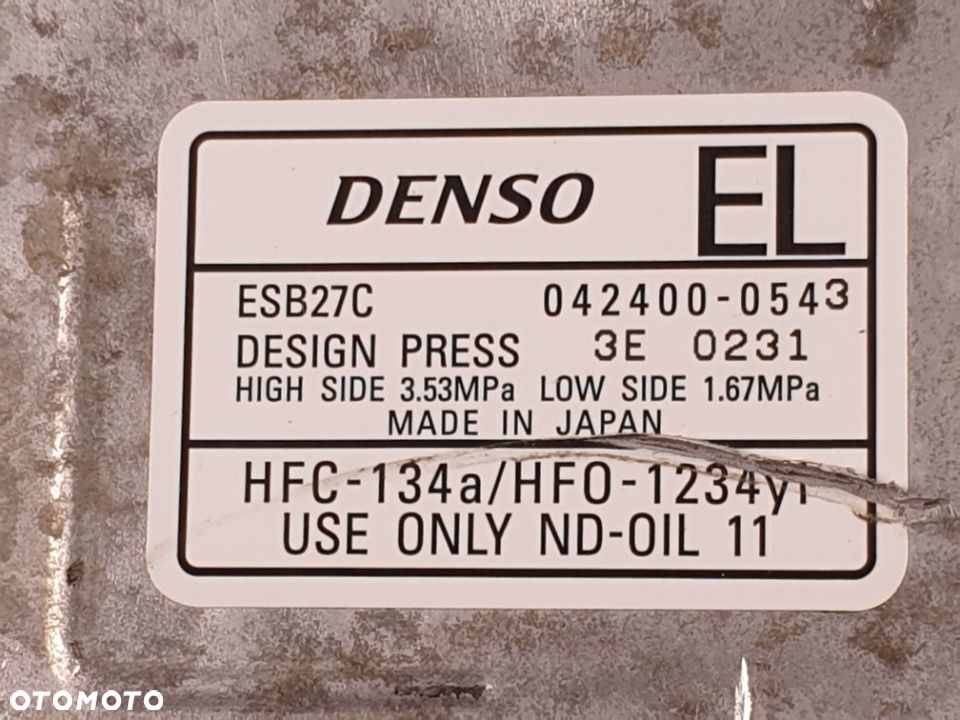 DENSO EL
ESB27C 042400-0543
DESIGN PRESS 3E 0231
HIGH SIDE 3.53MPa LOW SIDE 1.67MPa
MADE IN JAPAN
HFC-134a/HFO-1234yf
USE ONLY ND-OIL 11
OTOMOTO